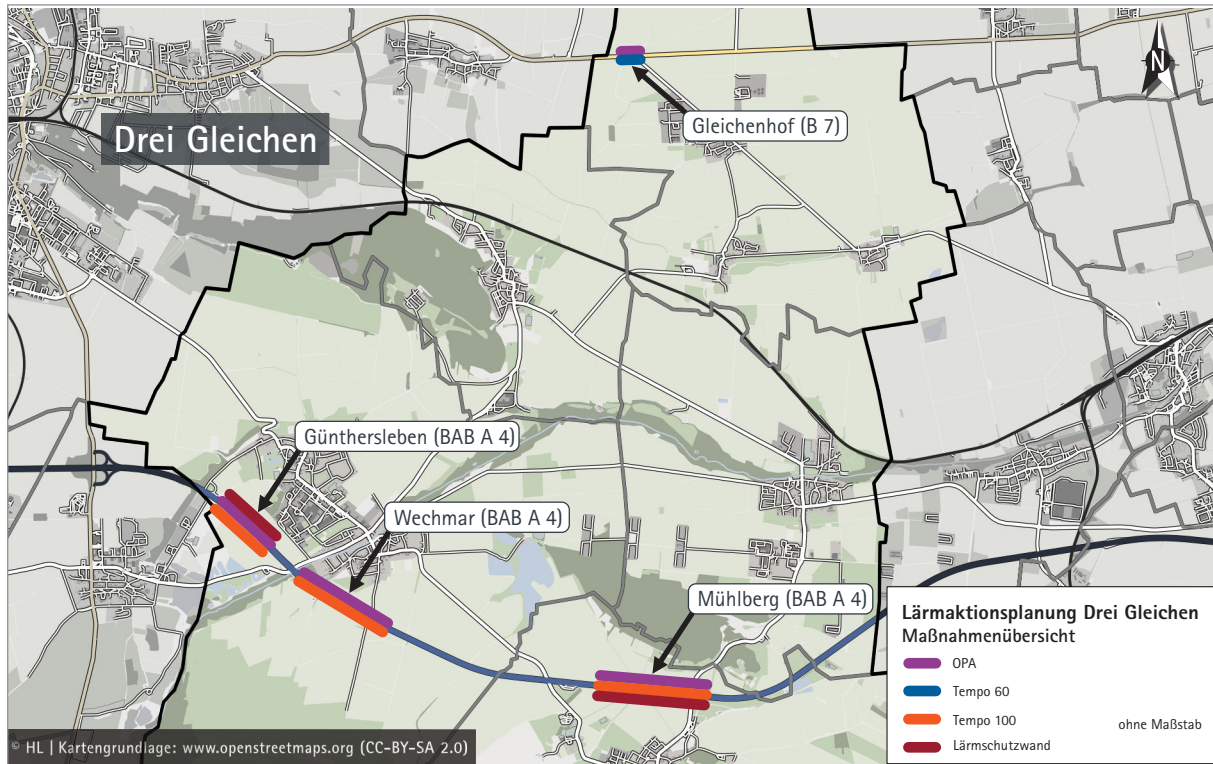 N
Gleichenhof (B 7)
Drei Gleichen
Günthersleben (BAB A 4)
Wechmar (BAB A 4)
Mühlberg (BAB A 4)
Lärmaktionsplanung Drei Gleichen
Maßnahmenübersicht
OPA
Tempo 60
Tempo 100
ohne Maßstab
Lärmschutzwand
© HL | Kartengrundlage: www.openstreetmaps.org (CC-BY-SA 2.0)